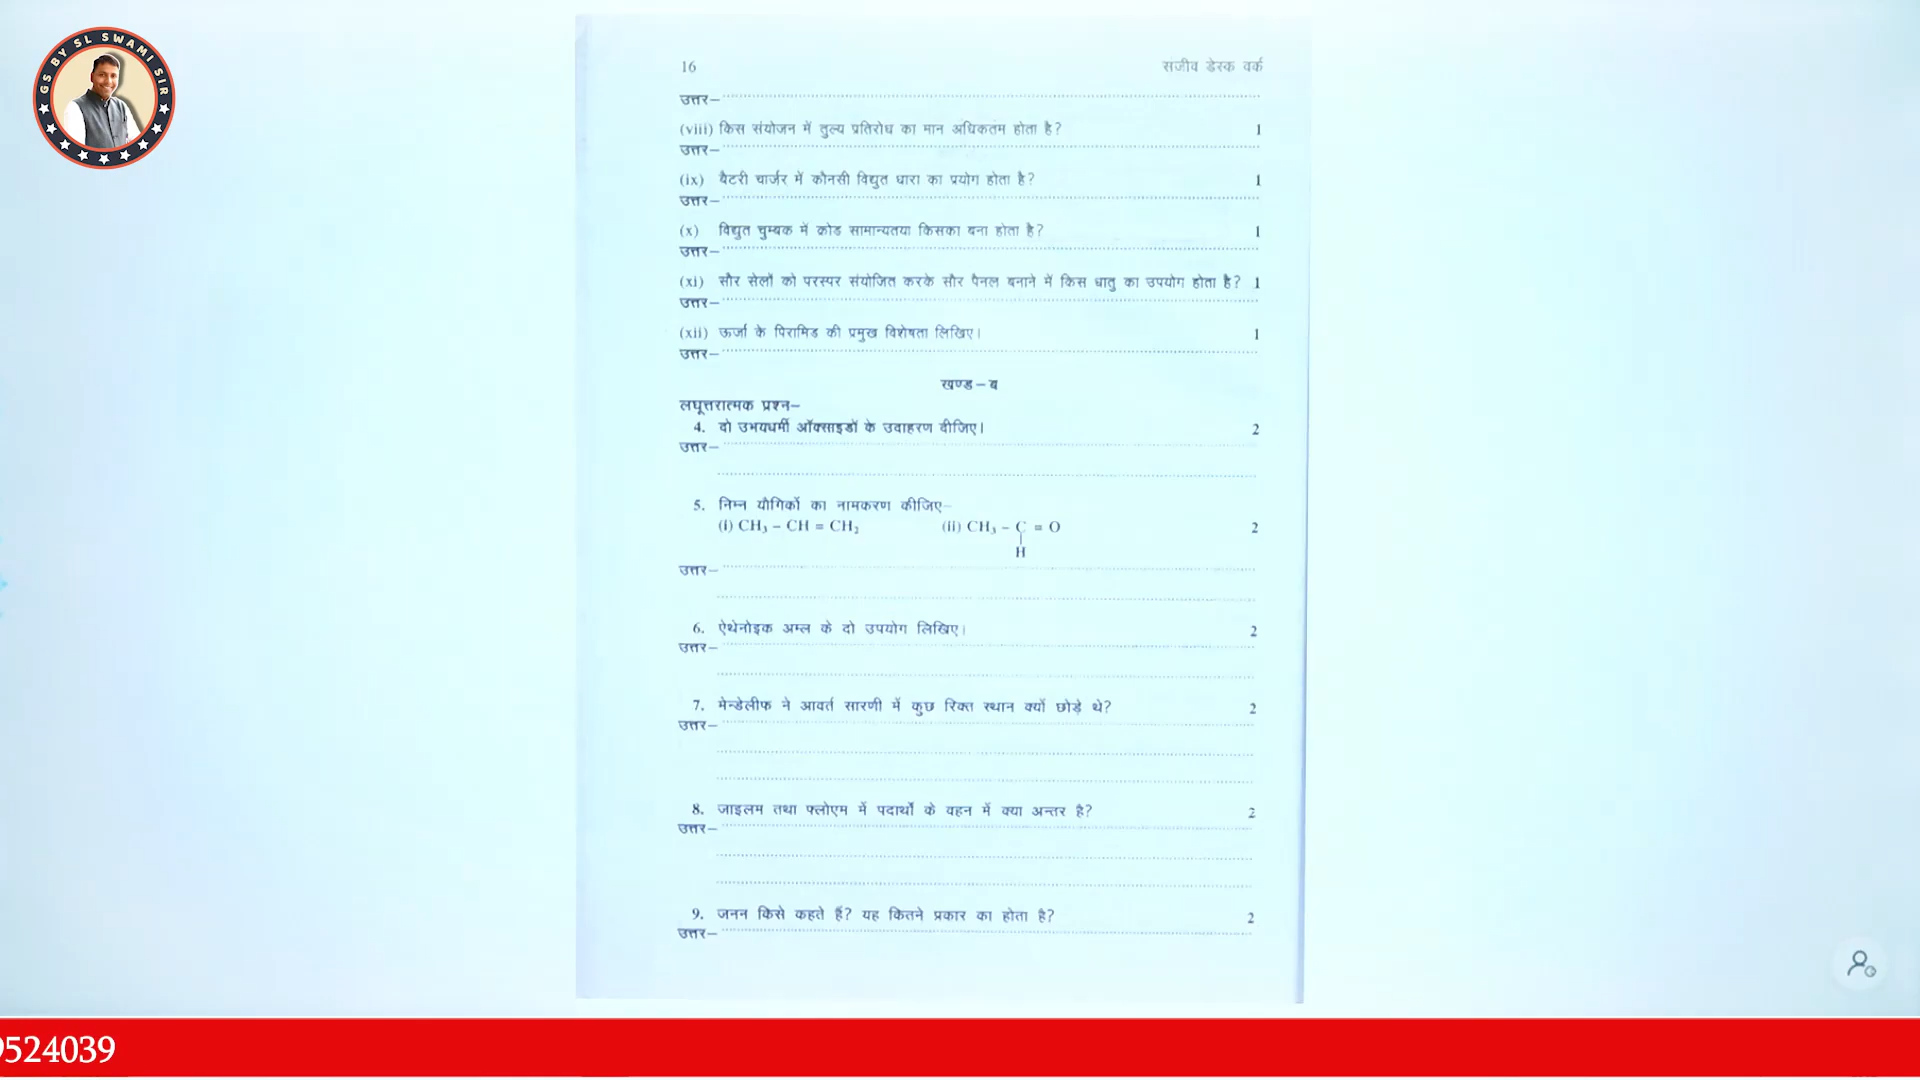 GS BY SL SWAMI SIR
16 संजीव डेस्क वर्क
उत्तर–
(viii) किस संयोजन में तुल्य प्रतिरोध का मान अधिकतम होता है? 1
उत्तर–
(ix) बैटरी चार्जर में कौनसी विद्युत धारा का प्रयोग होता है? 1
उत्तर–
(x) विद्युत चुम्बक में क्रोड सामान्यतया किसका बना होता है? 1
उत्तर–
(xi) सौर सेलों को परस्पर संयोजित करके सौर पैनल बनाने में किस धातु का उपयोग होता है? 1
उत्तर–
(xii) ऊर्जा के पिरामिड की प्रमुख विशेषता लिखिए। 1
उत्तर–
खण्ड – ब
लघूत्तरात्मक प्रश्न–
4. दो उभयधर्मी ऑक्साइडों के उदाहरण दीजिए। 2
उत्तर–
5. निम्न यौगिकों का नामकरण कीजिए–
(i) CH₃ – CH = CH₂ (ii) CH₃ – C = O 2
|
H
उत्तर–
6. ऐथेनोइक अम्ल के दो उपयोग लिखिए। 2
उत्तर–
7. मेन्डेलीफ ने आवर्त सारणी में कुछ रिक्त स्थान क्यों छोड़े थे? 2
उत्तर–
8. जाइलम तथा फ्लोएम में पदार्थों के वहन में क्या अन्तर है? 2
उत्तर–
9. जनन किसे कहते हैं? यह कितने प्रकार का होता है? 2
उत्तर–
9524039